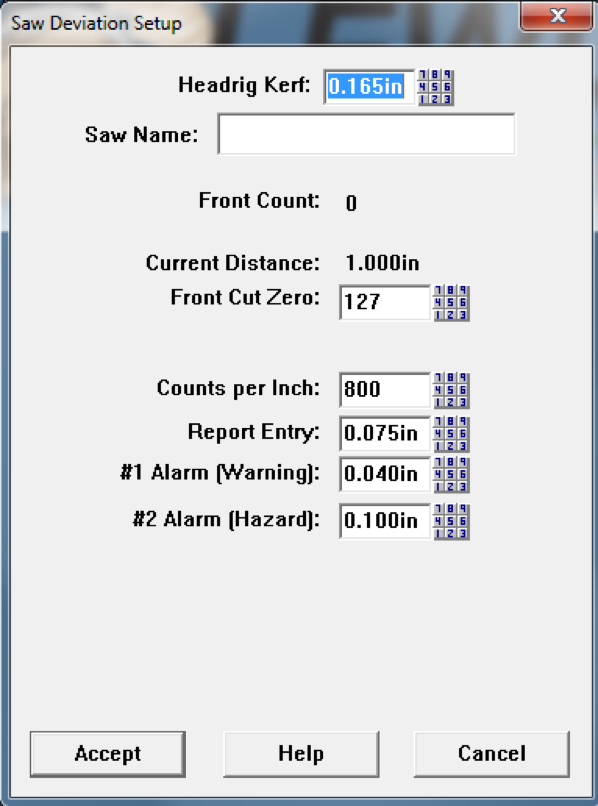 Saw Deviation Setup
Headrig Kerf: 0.165in
Saw Name:
Front Count: 0
Current Distance: 1.000in
Front Cut Zero: 127
Counts per Inch: 800
Report Entry: 0.075in
#1 Alarm (Warning): 0.040in
#2 Alarm (Hazard): 0.100in
Accept Help Cancel